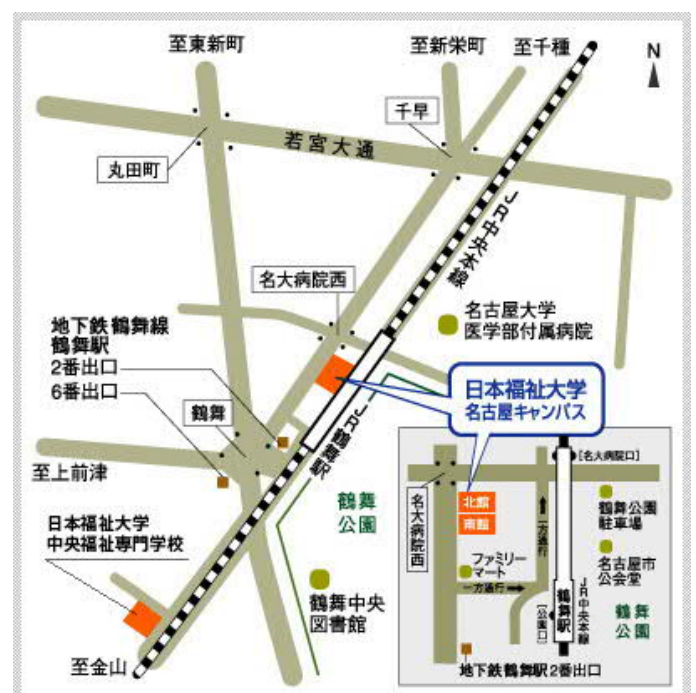 至東新町
至新栄町
至千種
N
千早
若宮大通
丸田町
JR中央本線
名大病院西
名古屋大学
医学部付属病院
地下鉄鶴舞線
鶴舞駅
2番出口
6番出口
日本福祉大学
名古屋キャンパス
鶴舞
JR鶴舞駅
至上前津
鶴舞
公園
日本福祉大学
中央福祉専門学校
鶴舞中央
図書館
至金山
[名大病院口]
名大病院西
北館
南館
一方通行
鶴舞公園
駐車場
ファミリー
マート
名古屋市
公会堂
一方通行
[公園口]
鶴舞駅
JR中央本線
鶴舞
公園
地下鉄鶴舞駅2番出口